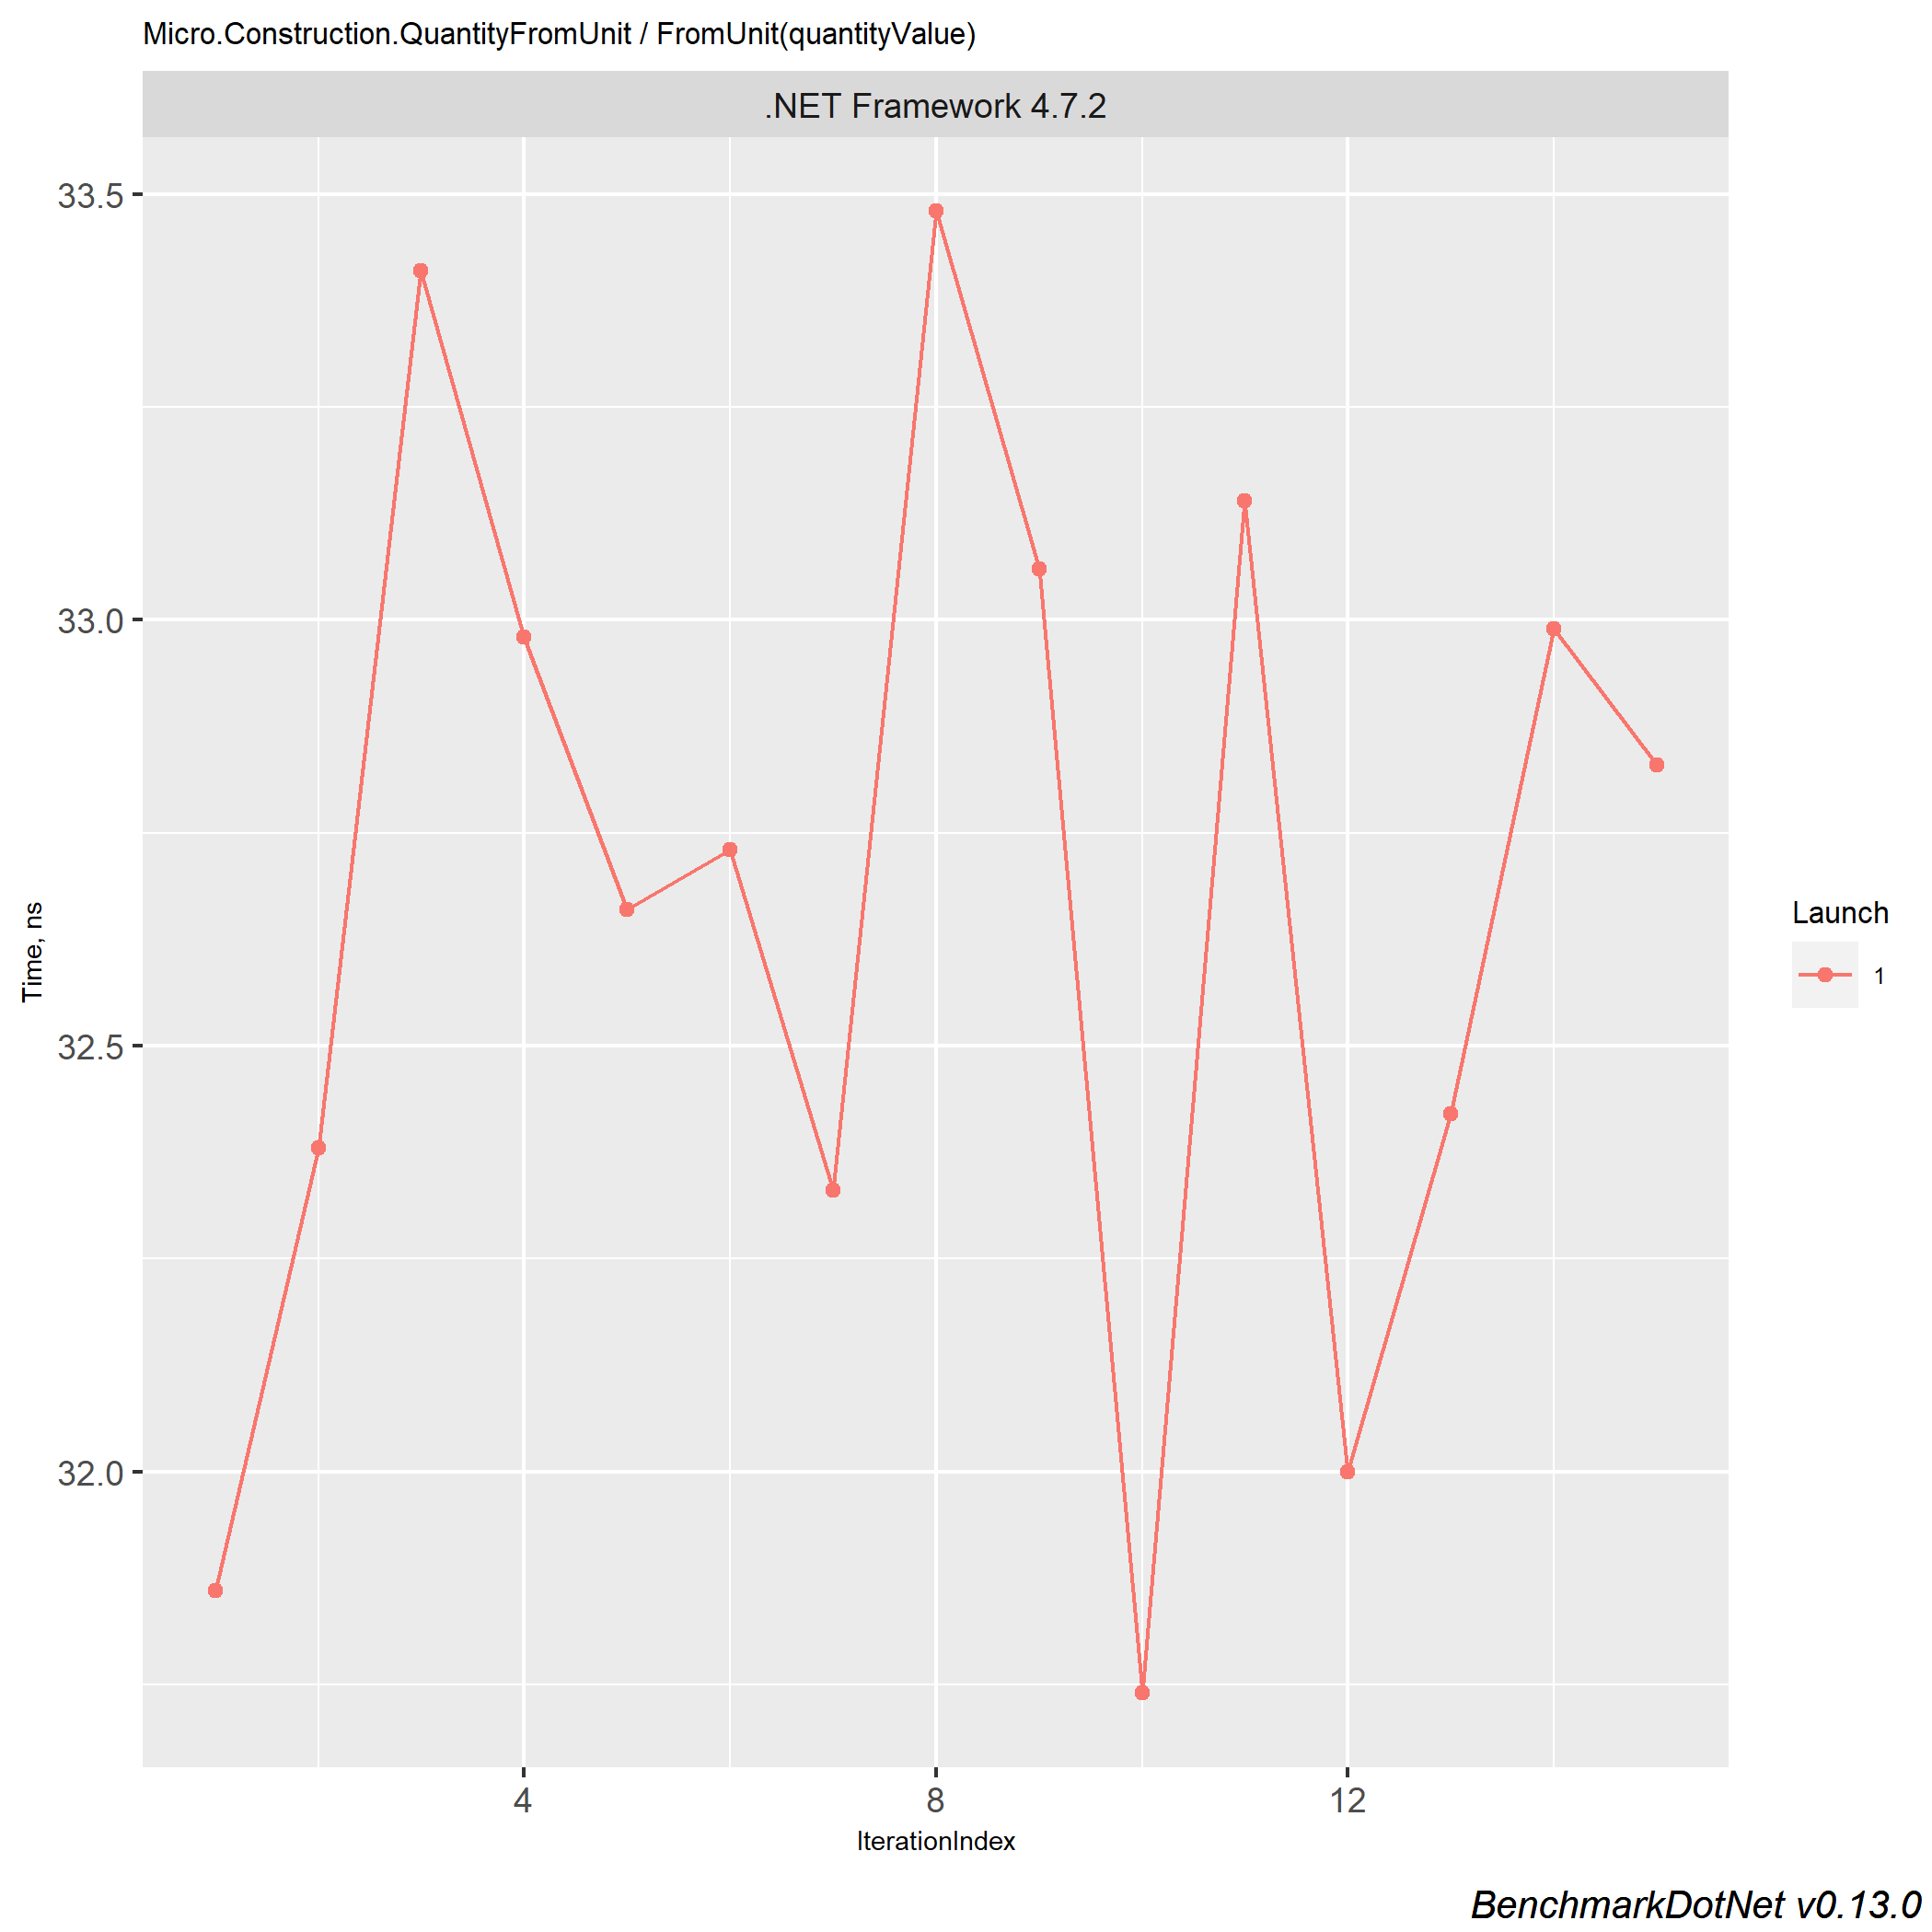 Micro.Construction.QuantityFromUnit / FromUnit(quantityValue)
.NET Framework 4.7.2
33.5
33.0
32.5
32.0
Time, ns
4
8
12
IterationIndex
Launch
1
BenchmarkDotNet v0.13.0